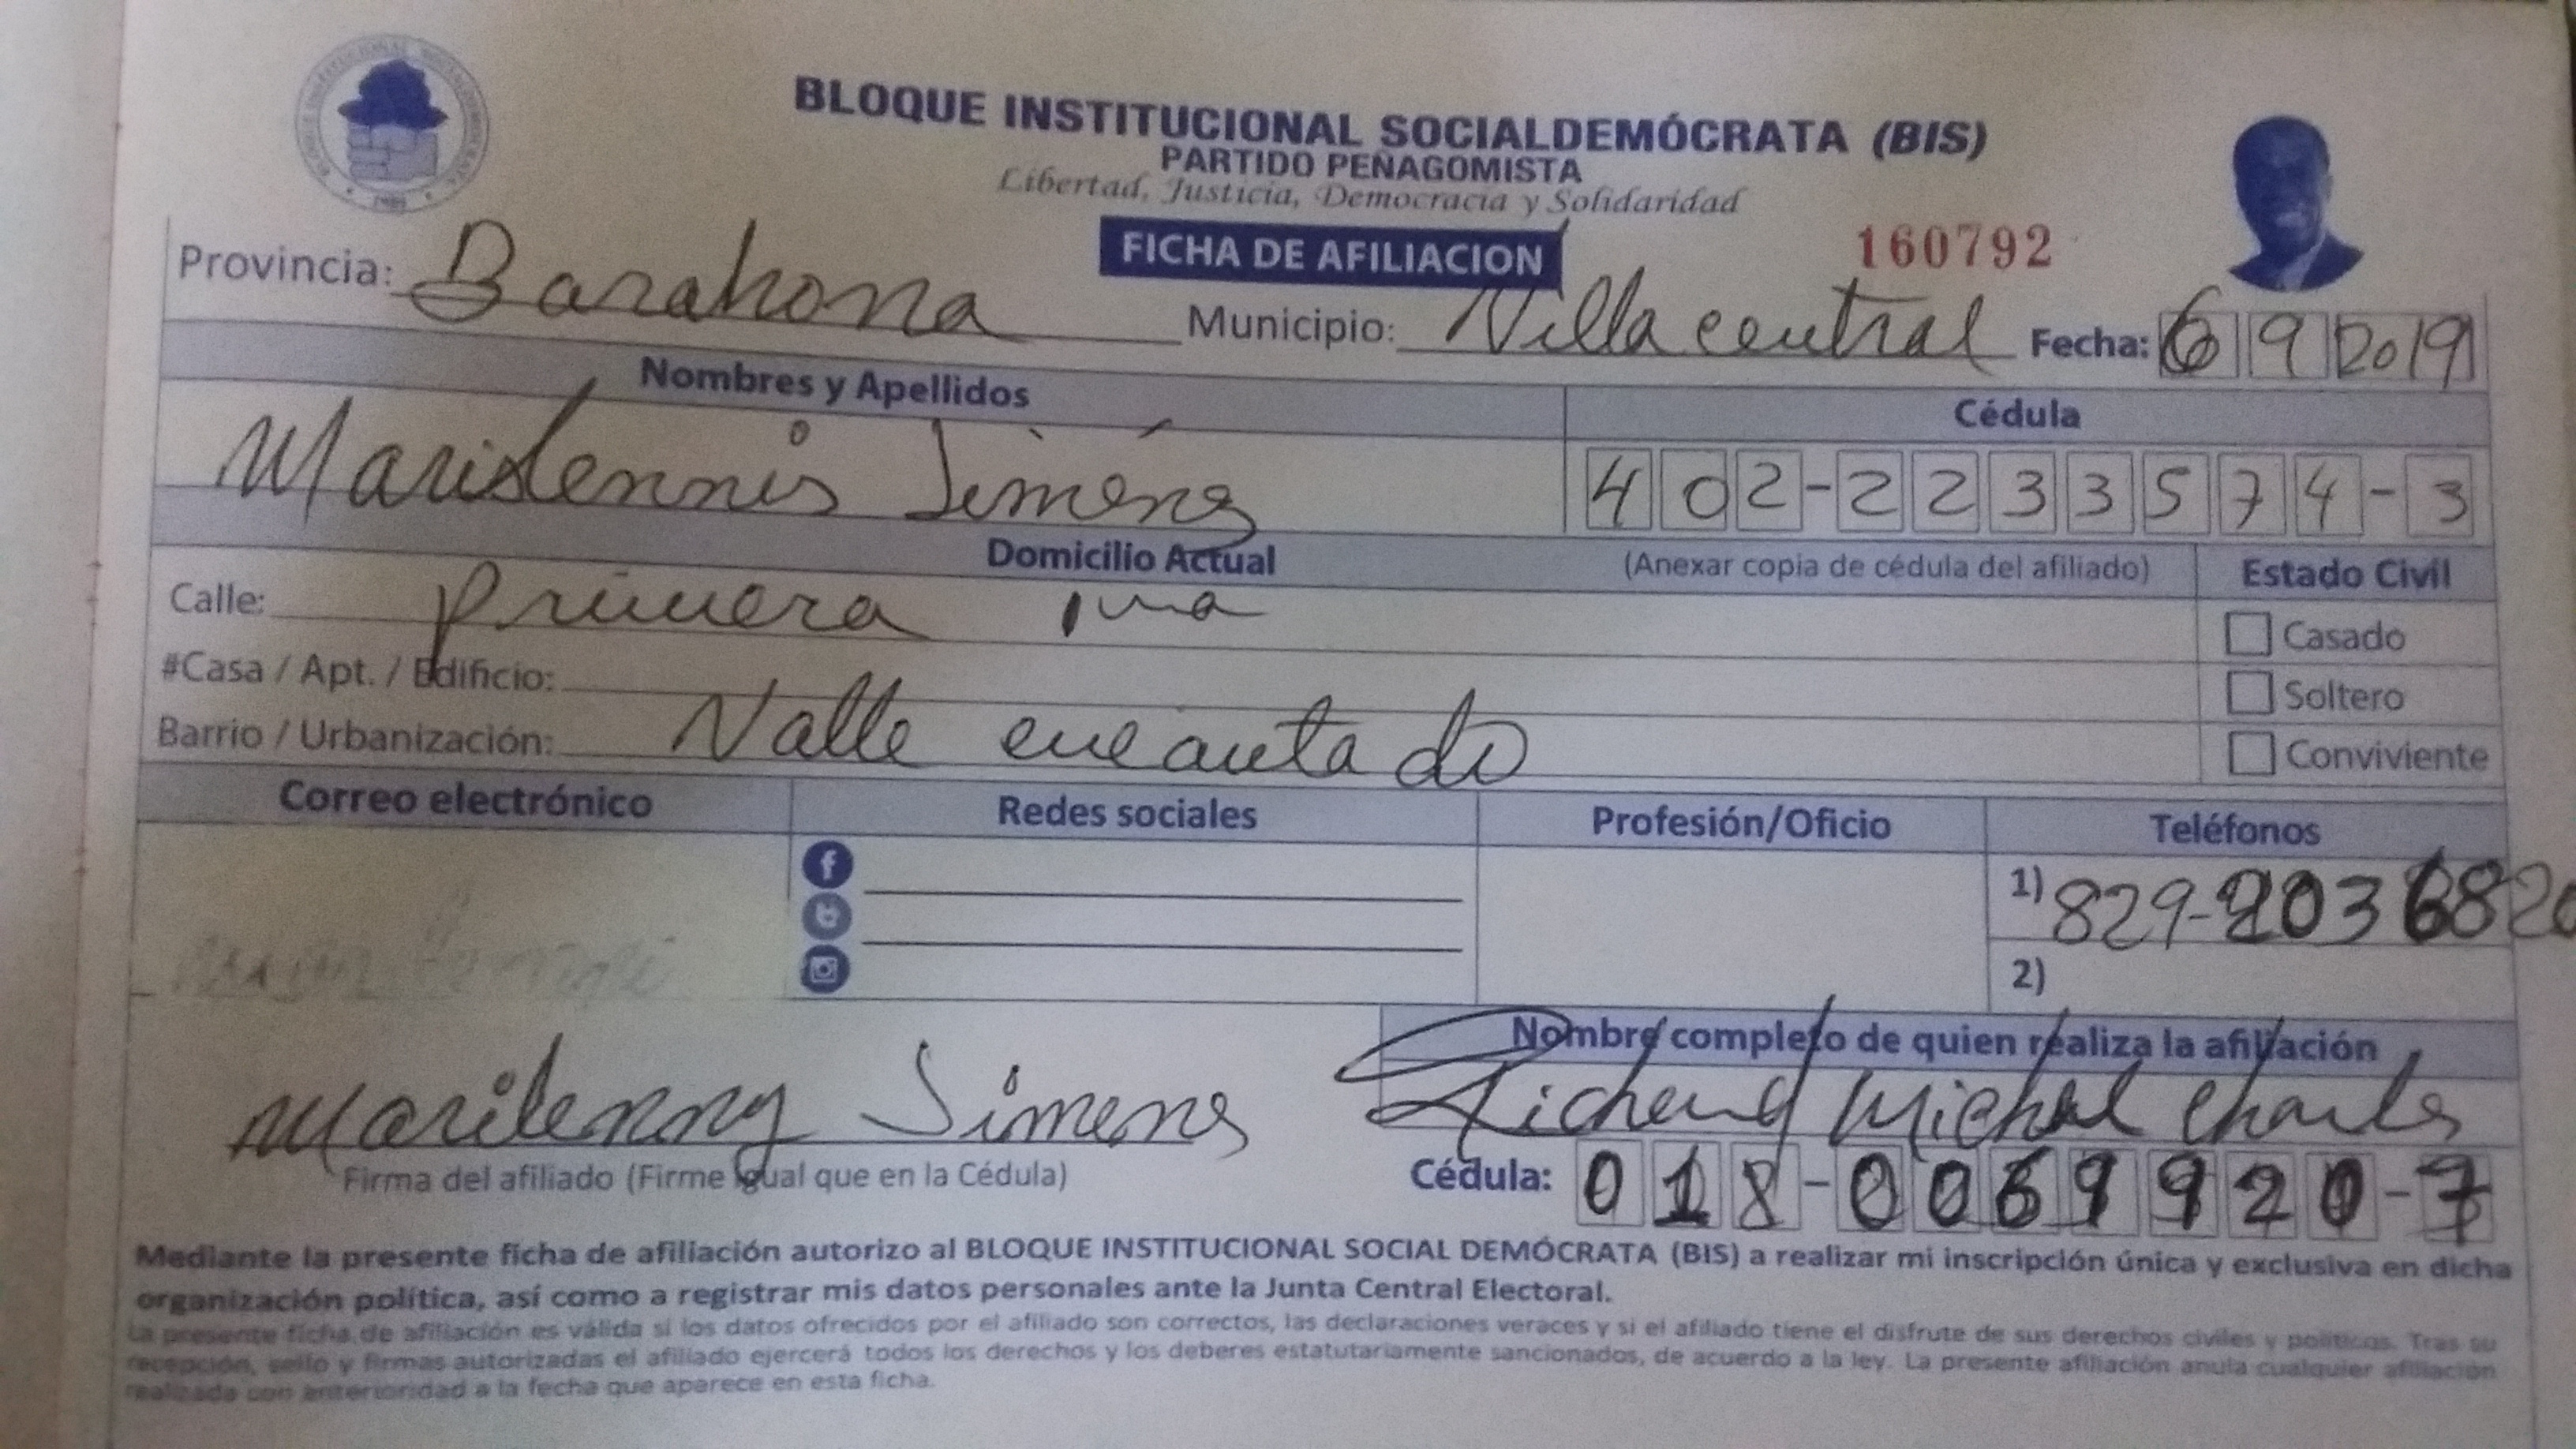 BLOQUE INSTITUCIONAL SOCIALDEMÓCRATA (BIS)
PARTIDO PEÑAGOMISTA
Libertad, Justicia, Democracia y Solidaridad
FICHA DE AFILIACION
160792
Provincia: Barahona Municipio: Villa central Fecha: 6 9 2019
Nombres y Apellidos Cédula
Marislennis Jiménes 402-2233574-3
Domicilio Actual (Anexar copia de cédula del afiliado) Estado Civil
Calle: primera 1
Casado
#Casa / Apt. / Edificio:
Soltero
Barrio / Urbanización: Valle encantado
Conviviente
Correo electrónico Redes sociales Profesión/Oficio Teléfonos
1) 829-203 6820
2)
Nombre completo de quien realiza la afiliación
Marilenny Jimenes Richard Michael Charles
Firma del afiliado (Firme igual que en la Cédula)
Cédula: 018-0069920-7
Mediante la presente ficha de afiliación autorizo al BLOQUE INSTITUCIONAL SOCIAL DEMÓCRATA (BIS) a realizar mi inscripción única y exclusiva en dicha
organización política, así como a registrar mis datos personales ante la Junta Central Electoral.
La presente ficha de afiliación es válida si los datos ofrecidos por el afiliado son correctos, las declaraciones veraces y si el afiliado tiene el disfrute de sus derechos civiles y políticos. Tras su
recepción, sello y firmas autorizadas el afiliado ejercerá todos los derechos y los deberes estatutariamente sancionados, de acuerdo a la ley. La presente afiliación anula cualquier afiliación
realizada con anterioridad a la fecha que aparece en esta ficha.